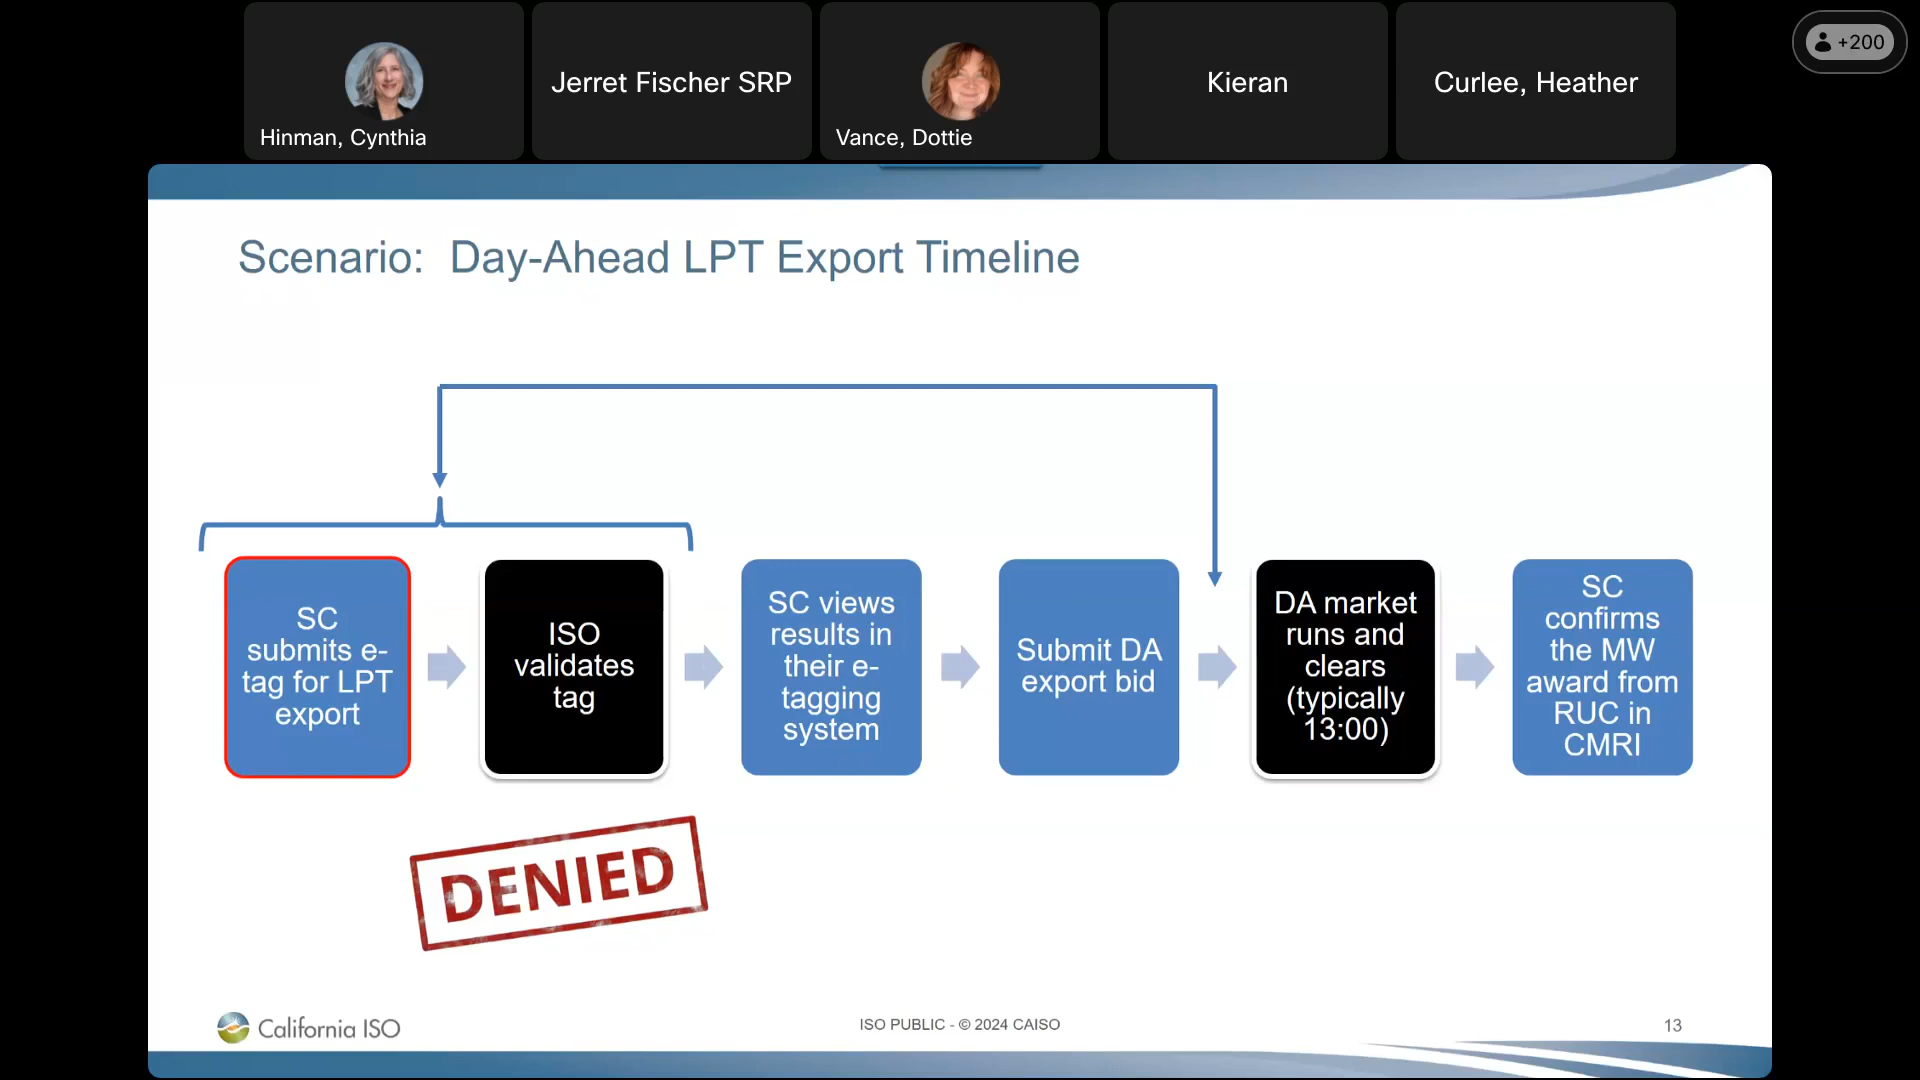 Jerret Fischer SRP
Kieran
Curlee, Heather
+200
Hinman, Cynthia
Vance, Dottie
Scenario: Day-Ahead LPT Export Timeline
SC
submits e-
tag for LPT
export
ISO
validates
tag
SC views
results in
their e-
tagging
system
Submit DA
export bid
DA market
runs and
clears
(typically
13:00)
SC
confirms
the MW
award from
RUC in
CMRI
DENIED
California ISO
ISO PUBLIC - © 2024 CAISO
13